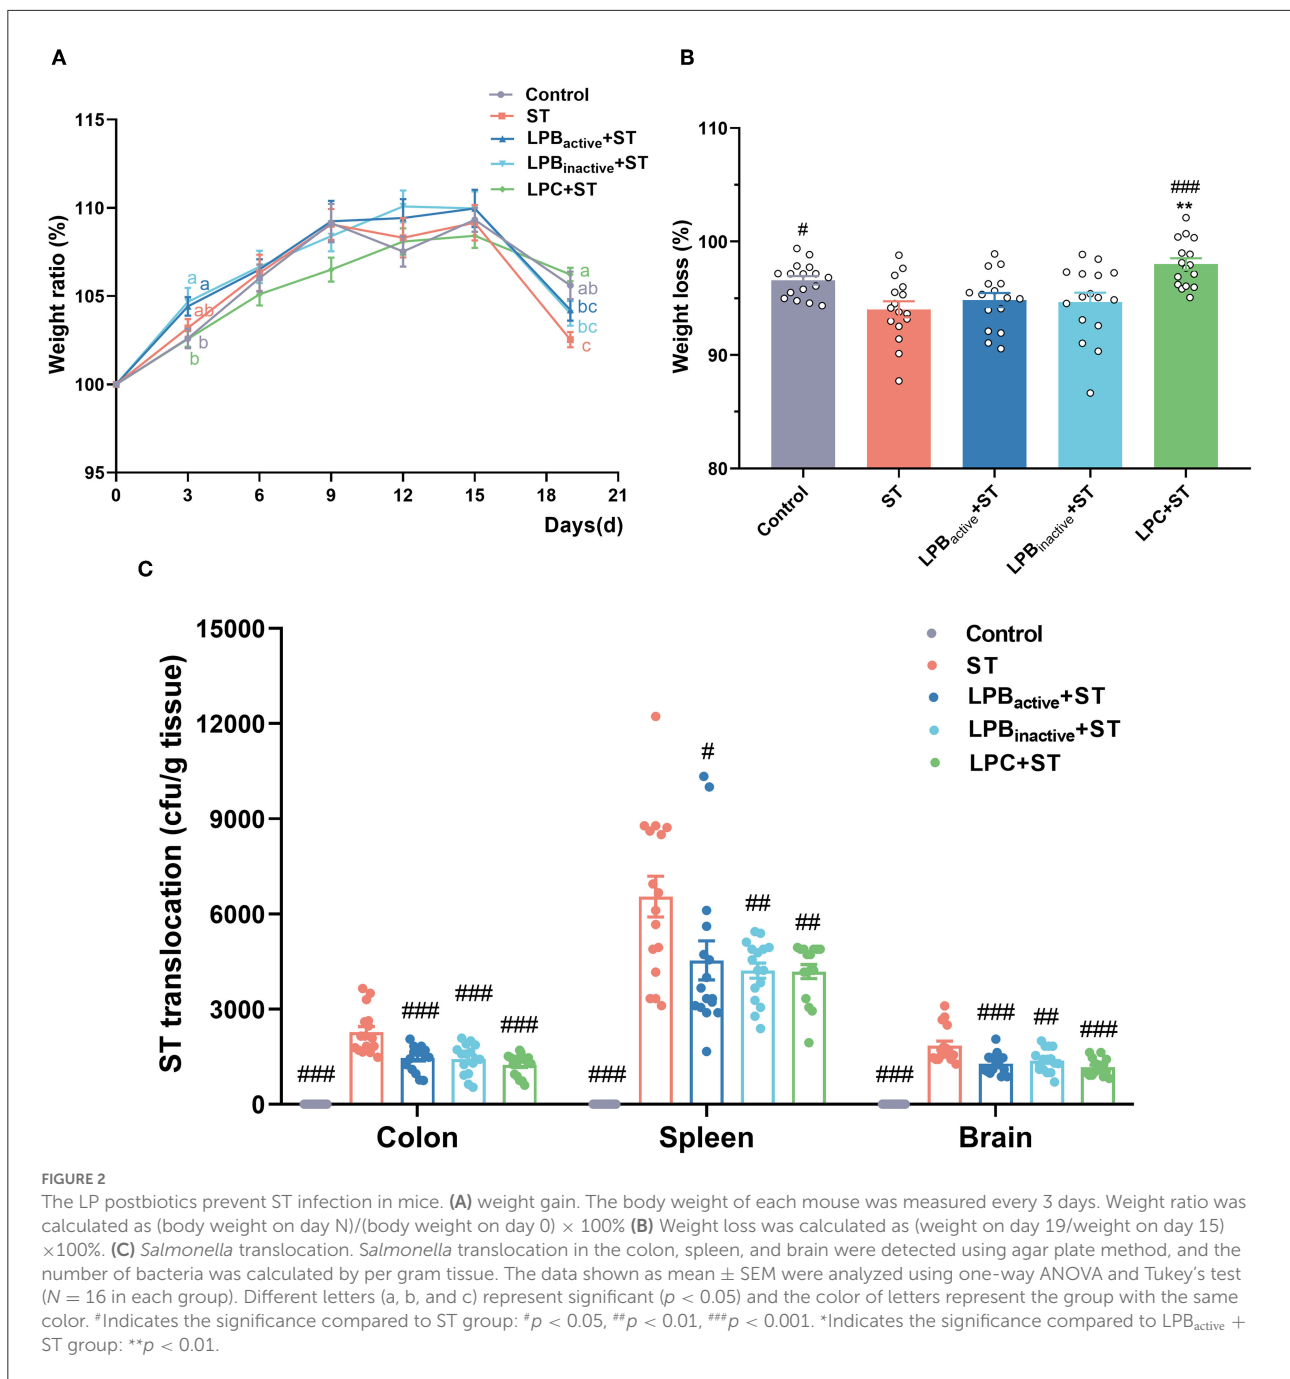 A
Control
ST
LPBactive+ST
LPBinactive+ST
LPC+ST
115
110
105
100
95
Weight ratio (%)
a
a
ab
b
b
a
ab
bc
bc
c
0 3 6 9 12 15 18 21
Days(d)
B
110
100
90
80
Weight loss (%)
#
###
**
Control
ST
LPBactive+ST
LPBinactive+ST
LPC+ST
C
15000
12000
9000
6000
3000
0
ST translocation (cfu/g tissue)
Control
ST
LPBactive+ST
LPBinactive+ST
LPC+ST
### ### ### ###
### # ## ##
### ### ## ###
Colon Spleen Brain
FIGURE 2
The LP postbiotics prevent ST infection in mice. (A) weight gain. The body weight of each mouse was measured every 3 days. Weight ratio was
calculated as (body weight on day N)/(body weight on day 0) × 100% (B) Weight loss was calculated as (weight on day 19/weight on day 15)
×100%. (C) Salmonella translocation. Salmonella translocation in the colon, spleen, and brain were detected using agar plate method, and the
number of bacteria was calculated by per gram tissue. The data shown as mean ± SEM were analyzed using one-way ANOVA and Tukey's test
(N = 16 in each group). Different letters (a, b, and c) represent significant (p < 0.05) and the color of letters represent the group with the same
color. #Indicates the significance compared to ST group: #p < 0.05, ##p < 0.01, ###p < 0.001. *Indicates the significance compared to LPBactive +
ST group: **p < 0.01.